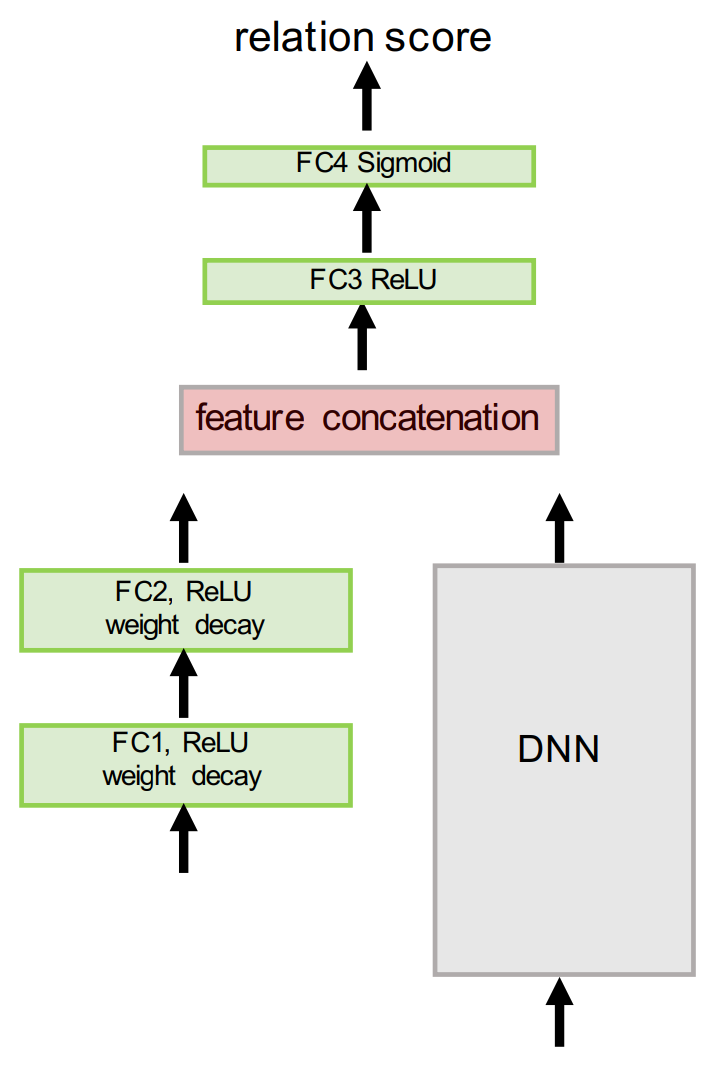 relation score
FC4 Sigmoid
FC3 ReLU
feature concatenation
FC2, ReLU
weight decay
FC1, ReLU
weight decay
DNN